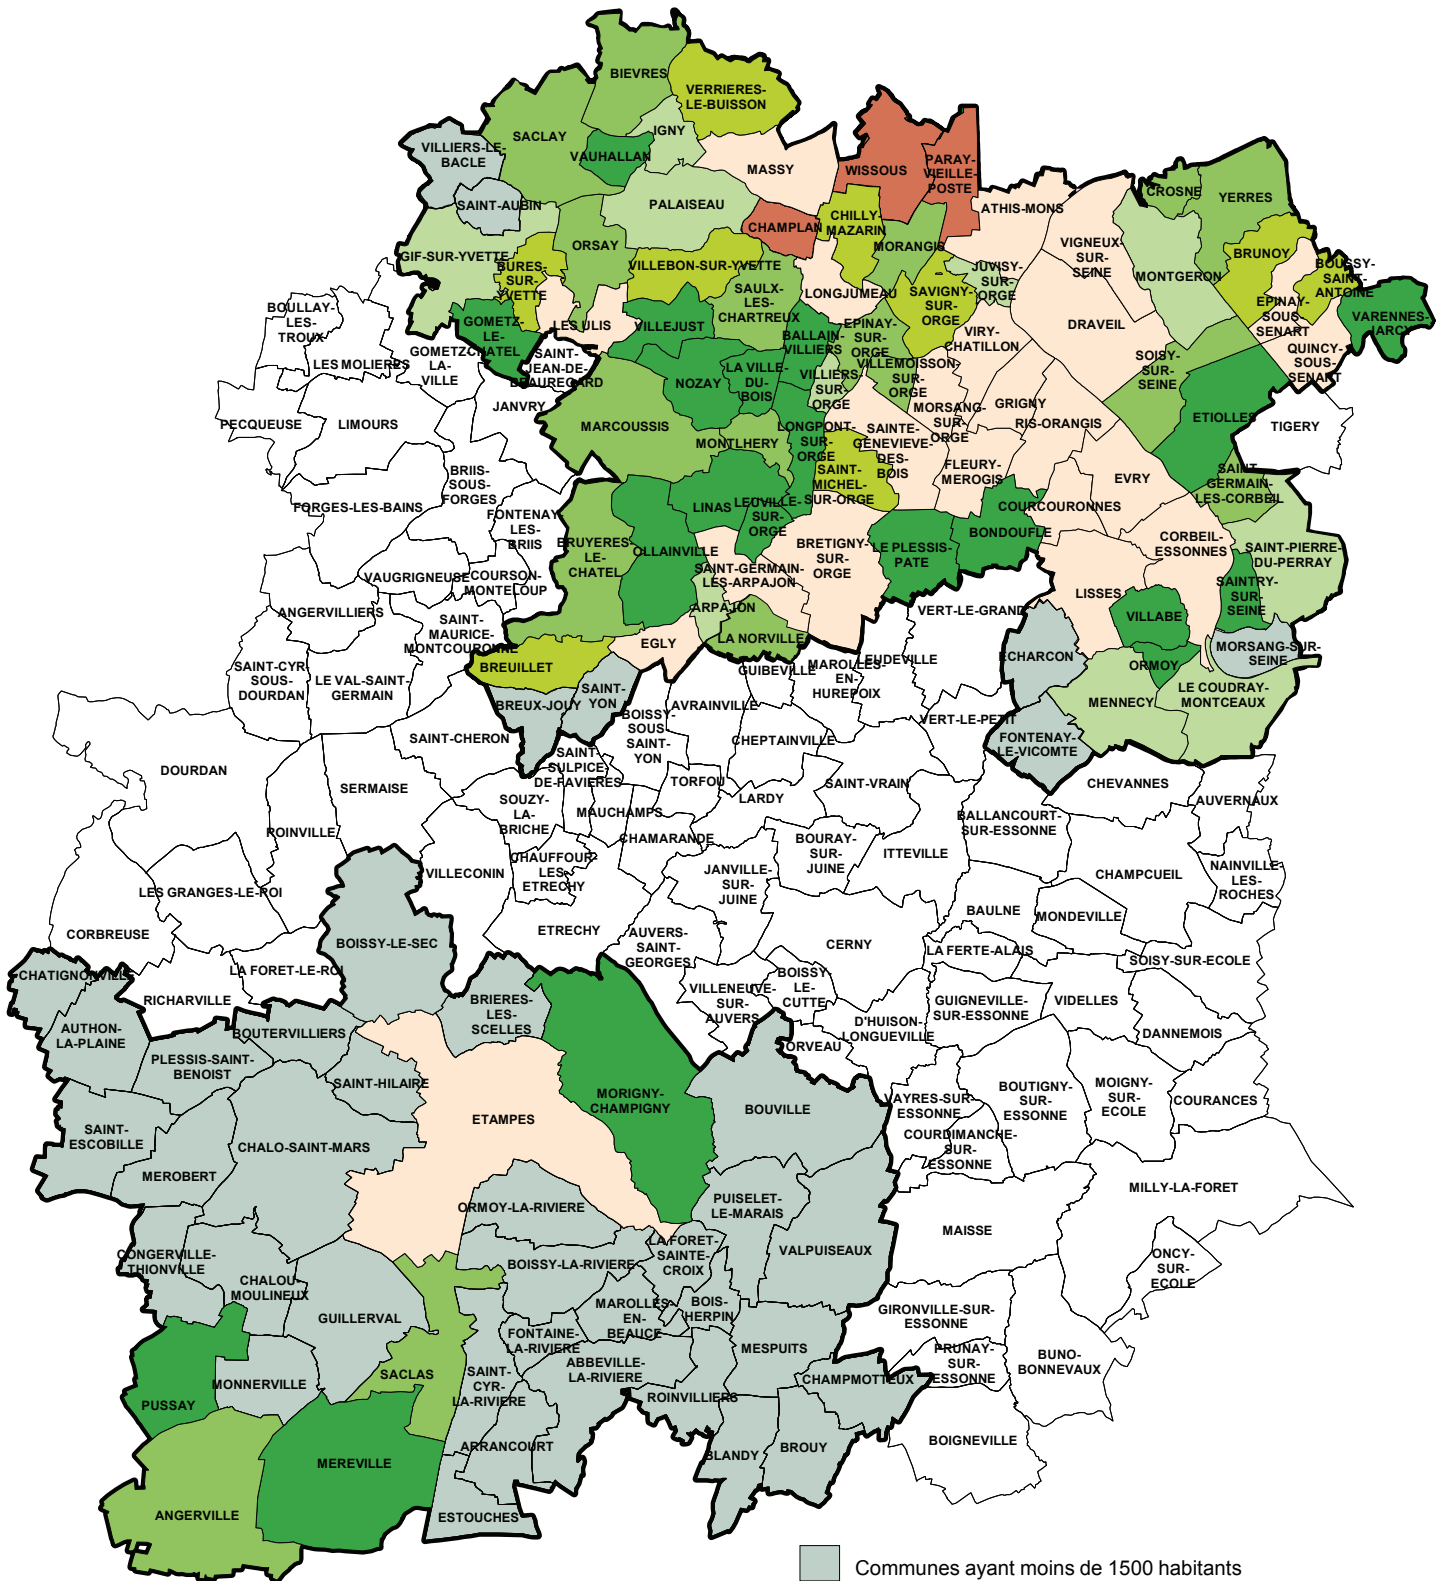 BIEVRES
VERRIERES-
LE-BUISSON
SACLAY
IGNY
VILLIERS-LE-
BACLE
VAUHALLAN
MASSY
WISSOUS
PARAY-
VIEILLE-
POSTE
SAINT-AUBIN
PALAISEAU
CHAMPLAN
CHILLY-
MAZARIN
ATHIS-MONS
CROSNE
YERRES
GIF-SUR-YVETTE
ORSAY
BURES-
SUR-
YVETTE
VILLEBON-SUR-YVETTE
MORANGIS
VIGNEUX-
SUR-
SEINE
MONTGERON
BRUNOY
BOUSSY-
SAINT-
ANTOINE
JUVISY-
SUR-
ORGE
SAULX-
LES-
CHARTREUX
LONGJUMEAU
SAVIGNY-
SUR-
ORGE
EPINAY-
SOUS-
SENART
VARENNES-
JARCY
BOULLAY-
LES-
TROUX
GOMETZ-
LE-
CHATEL
LES ULIS
VILLEJUST
BALLAIN-
VILLIERS
EPINAY-
SUR-
ORGE
VIRY-
CHATILLON
DRAVEIL
QUINCY-
SOUS-
SENART
LES MOLIERES
GOMETZ-
LA-
VILLE
SAINT-
JEAN-DE-
BEAUREGARD
NOZAY
LA VILLE-
DU-
BOIS
VILLIERS-
SUR-
ORGE
VILLEMOISSON-
SUR-
ORGE
SOISY-
SUR-
SEINE
PECQUEUSE
LIMOURS
JANVRY
MARCOUSSIS
MONTLHERY
LONGPONT-
SUR-
ORGE
SAINTE-
GENEVIEVE-
DES-
BOIS
MORSANG-
SUR-
ORGE
GRIGNY
RIS-ORANGIS
ETIOLLES
TIGERY
BRIIS-
SOUS-
FORGES
SAINT-
MICHEL-
SUR-ORGE
FLEURY-
MEROGIS
EVRY
SAINT-
GERMAIN-
LES-CORBEIL
FORGES-LES-BAINS
FONTENAY-
LES-
BRIIS
LINAS
LEUVILLE-
SUR-
ORGE
COURCOURONNES
BONDOUFLE
CORBEIL-
ESSONNES
BRUYERES-
LE-
CHATEL
OLLAINVILLE
BRETIGNY-
SUR-
ORGE
LE PLESSIS-
PATE
SAINT-PIERRE-
DU-PERRAY
VAUGRIGNEUSE
COURSON-
MONTELOUP
SAINT-GERMAIN-
LES-ARPAJON
LISSES
SAINTRY-
SUR-
SEINE
ANGERVILLIERS
SAINT-
MAURICE-
MONTCOURONNE
ARPAJON
VERT-LE-GRAND
VILLABE
EGLY
LA NORVILLE
MORSANG-SUR-
SEINE
SAINT-CYR-
SOUS-
DOURDAN
LE VAL-SAINT-
GERMAIN
BREUILLET
GUIBEVILLE
MAROLLES-
EN-
HUREPOIX
LEUDEVILLE
ECHARCON
ORMOY
BREUX-JOUY
SAINT-
YON
AVRAINVILLE
MENNECY
LE COUDRAY-
MONTCEAUX
SAINT-CHERON
BOISSY-
SOUS-
SAINT-
YON
CHEPTAINVILLE
VERT-LE-PETIT
FONTENAY-
LE-VICOMTE
DOURDAN
SERMAISE
SAINT-
SULPICE-
DE-FAVIERES
TORFOU
SAINT-VRAIN
CHEVANNES
SOUZY-
LA-
BRICHE
MAUCHAMPS
LARDY
BALLANCOURT-
SUR-ESSONNE
AUVERNAUX
ROINVILLE
CHAMARANDE
BOURAY-
SUR-
JUINE
ITTEVILLE
VILLECONIN
CHAUFFOUR-
LES-
ETRECHY
JANVILLE-
SUR-
JUINE
CHAMPCUEIL
NAINVILLE-
LES-
ROCHES
LES GRANGES-LE-ROI
BAULNE
MONDEVILLE
CORBREUSE
BOISSY-LE-SEC
ETRECHY
AUVERS-
SAINT-
GEORGES
CERNY
LA FERTE-ALAIS
SOISY-SUR-ECOLE
CHATIGNONVILLE
LA FORET-LE-ROI
RICHARVILLE
BRIERES-
LES-
SCELLES
VILLENEUVE-
SUR-
AUVERS
BOISSY-
LE-
CUTTE
GUIGNEVILLE-
SUR-ESSONNE
VIDELLES
AUTHON-
LA-PLAINE
BOUTERVILLIERS
D'HUISON-
LONGUEVILLE
DANNEMOIS
PLESSIS-SAINT-
BENOIST
ORVEAU
SAINT-HILAIRE
MORIGNY-
CHAMPIGNY
BOUVILLE
VAYRES-SUR-
ESSONNE
BOUTIGNY-
SUR-
ESSONNE
MOIGNY-
SUR-
ECOLE
COURANCES
SAINT-
ESCOBILLE
ETAMPES
CHALO-SAINT-MARS
COURDIMANCHE-
SUR-
ESSONNE
MEROBERT
ORMOY-LA-RIVIERE
PUISELET-
LE-MARAIS
MILLY-LA-FORET
MAISSE
CONGERVILLE-
THIONVILLE
LA FORET-
SAINTE-
CROIX
VALPUISEAUX
BOISSY-LA-RIVIERE
ONCY-
SUR-
ECOLE
CHALOU-
MOULINEUX
GUILLERVAL
MAROLLES-
EN-
BEAUCE
BOIS-
HERPIN
GIRONVILLE-SUR-
ESSONNE
FONTAINE-
LA-RIVIERE
MESPUITS
PRUNAY-
SUR-
ESSONNE
BUNO-
BONNEVAUX
MONNERVILLE
SACLAS
SAINT-
CYR-
LA-RIVIERE
ABBEVILLE-
LA-RIVIERE
CHAMPMOTTEUX
PUSSAY
ROINVILLIERS
ARRANCOURT
BLANDY
BROUY
BOIGNEVILLE
MEREVILLE
ANGERVILLE
ESTOUCHES
Communes ayant moins de 1500 habitants